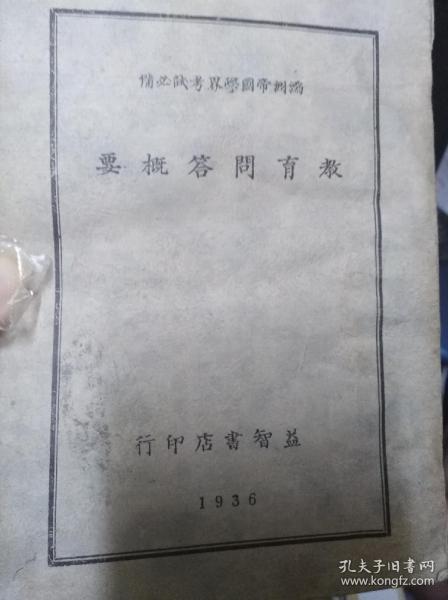 滿洲帝國學界考試必備
教育問答概要
益智書店印行
1936
孔夫子旧书网
www.kongfz.com